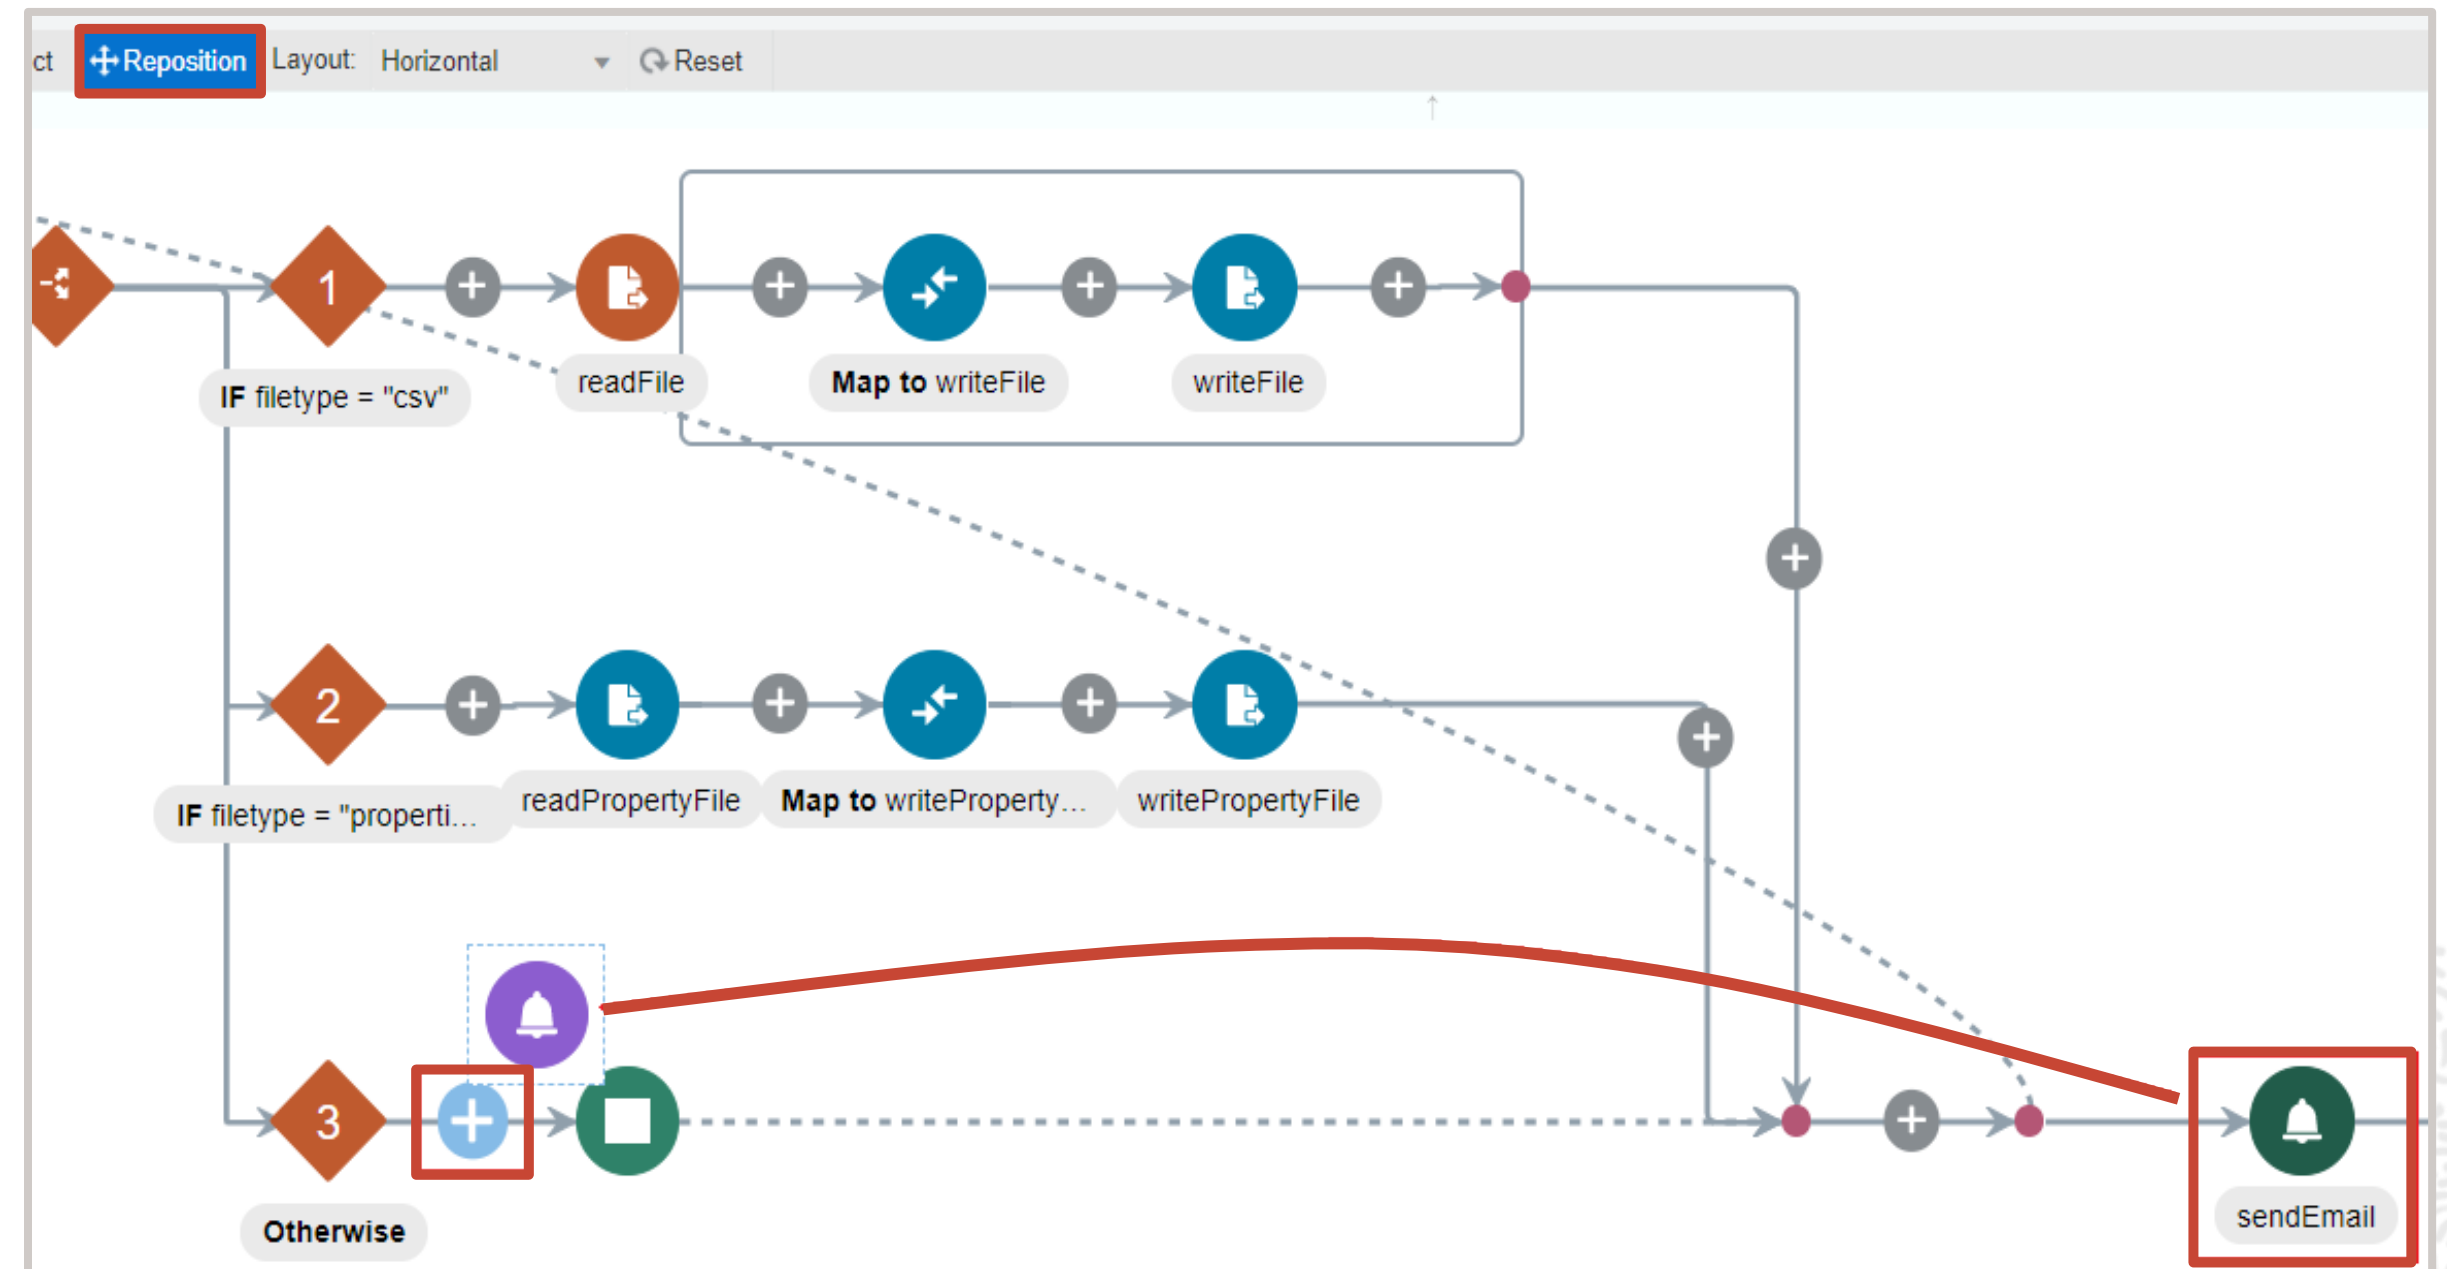 ct Reposition Layout: Horizontal Reset
1
IF filetype = "csv"
readFile
Map to writeFile
writeFile
2
IF filetype = "properti...
readPropertyFile
Map to writeProperty...
writePropertyFile
3
Otherwise
sendEmail